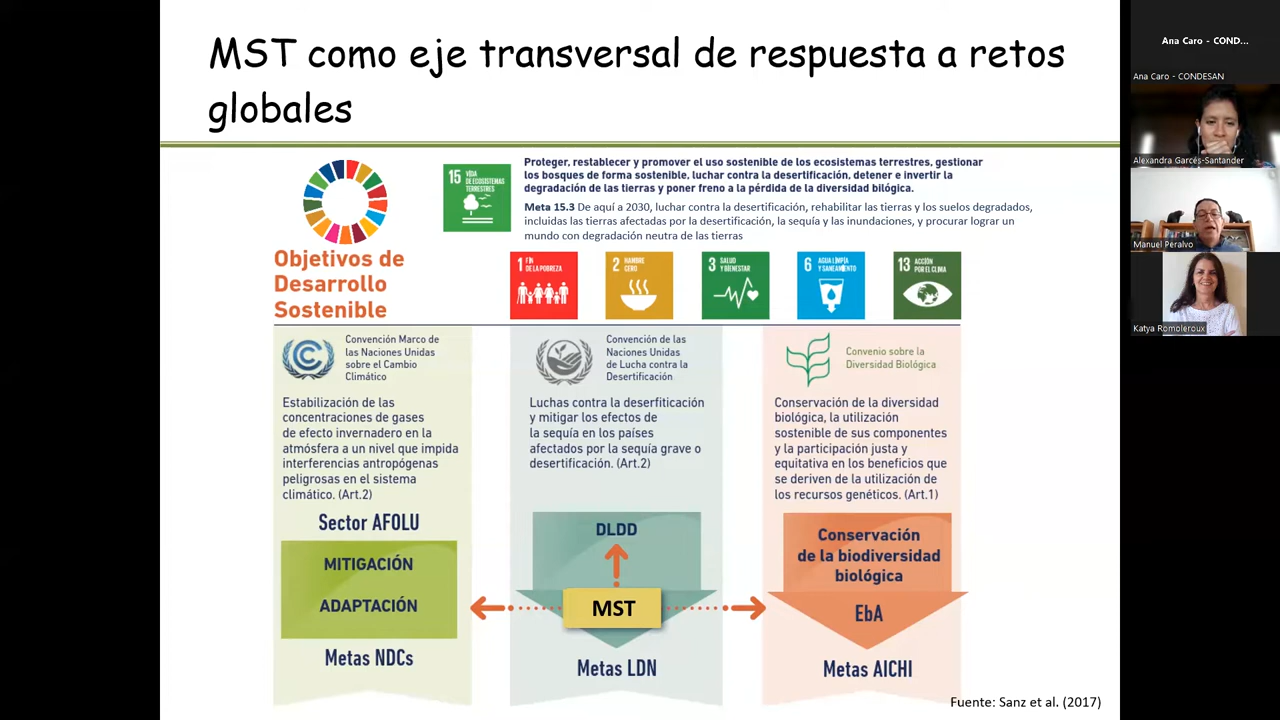 MST como eje transversal de respuesta a retos
globales
Objetivos de
Desarrollo
Sostenible
15 VIDA
DE ECOSISTEMAS
TERRESTRES
Proteger, restablecer y promover el uso sostenible de los ecosistemas terrestres, gestionar
los bosques de forma sostenible, luchar contra la desertificación, detener e invertir la
degradación de las tierras y poner freno a la pérdida de la diversidad bilógica.
Meta 15.3 De aquí a 2030, luchar contra la desertificación, rehabilitar las tierras y los suelos degradados,
incluidas las tierras afectadas por la desertificación, la sequía y las inundaciones, y procurar lograr un
mundo con degradación neutra de las tierras
1 FIN
DE LA POBREZA
2 HAMBRE
CERO
3 SALUD
Y BIENESTAR
6 AGUA LIMPIA
Y SANEAMIENTO
13 ACCIÓN
POR EL CLIMA
Convención Marco de
las Naciones Unidas
sobre el Cambio
Climático
Estabilización de las
concentraciones de gases
de efecto invernadero en la
atmósfera a un nivel que impida
interferencias antropógenas
peligrosas en el sistema
climático. (Art.2)
Sector AFOLU
MITIGACIÓN
ADAPTACIÓN
Metas NDCs
Convención de las
Naciones Unidas
de Lucha contra la
Desertificación
Luchas contra la deserfiticación
y mitigar los efectos de
la sequía en los países
afectados por la sequía grave o
desertificación. (Art.2)
DLDD
MST
Metas LDN
Convenio sobre la
Diversidad Biológica
Conservación de la diversidad
biológica, la utilización
sostenible de sus componentes
y la participación justa y
equitativa en los beneficios que
se deriven de la utilización de
los recursos genéticos. (Art.1)
Conservación
de la biodiversidad
biológica
EbA
Metas AICHI
Fuente: Sanz et al. (2017)
Ana Caro - COND...
Ana Caro - CONDESAN
Alexandra Garcés-Santander
Manuel Peralvo
Katya Romoleroux